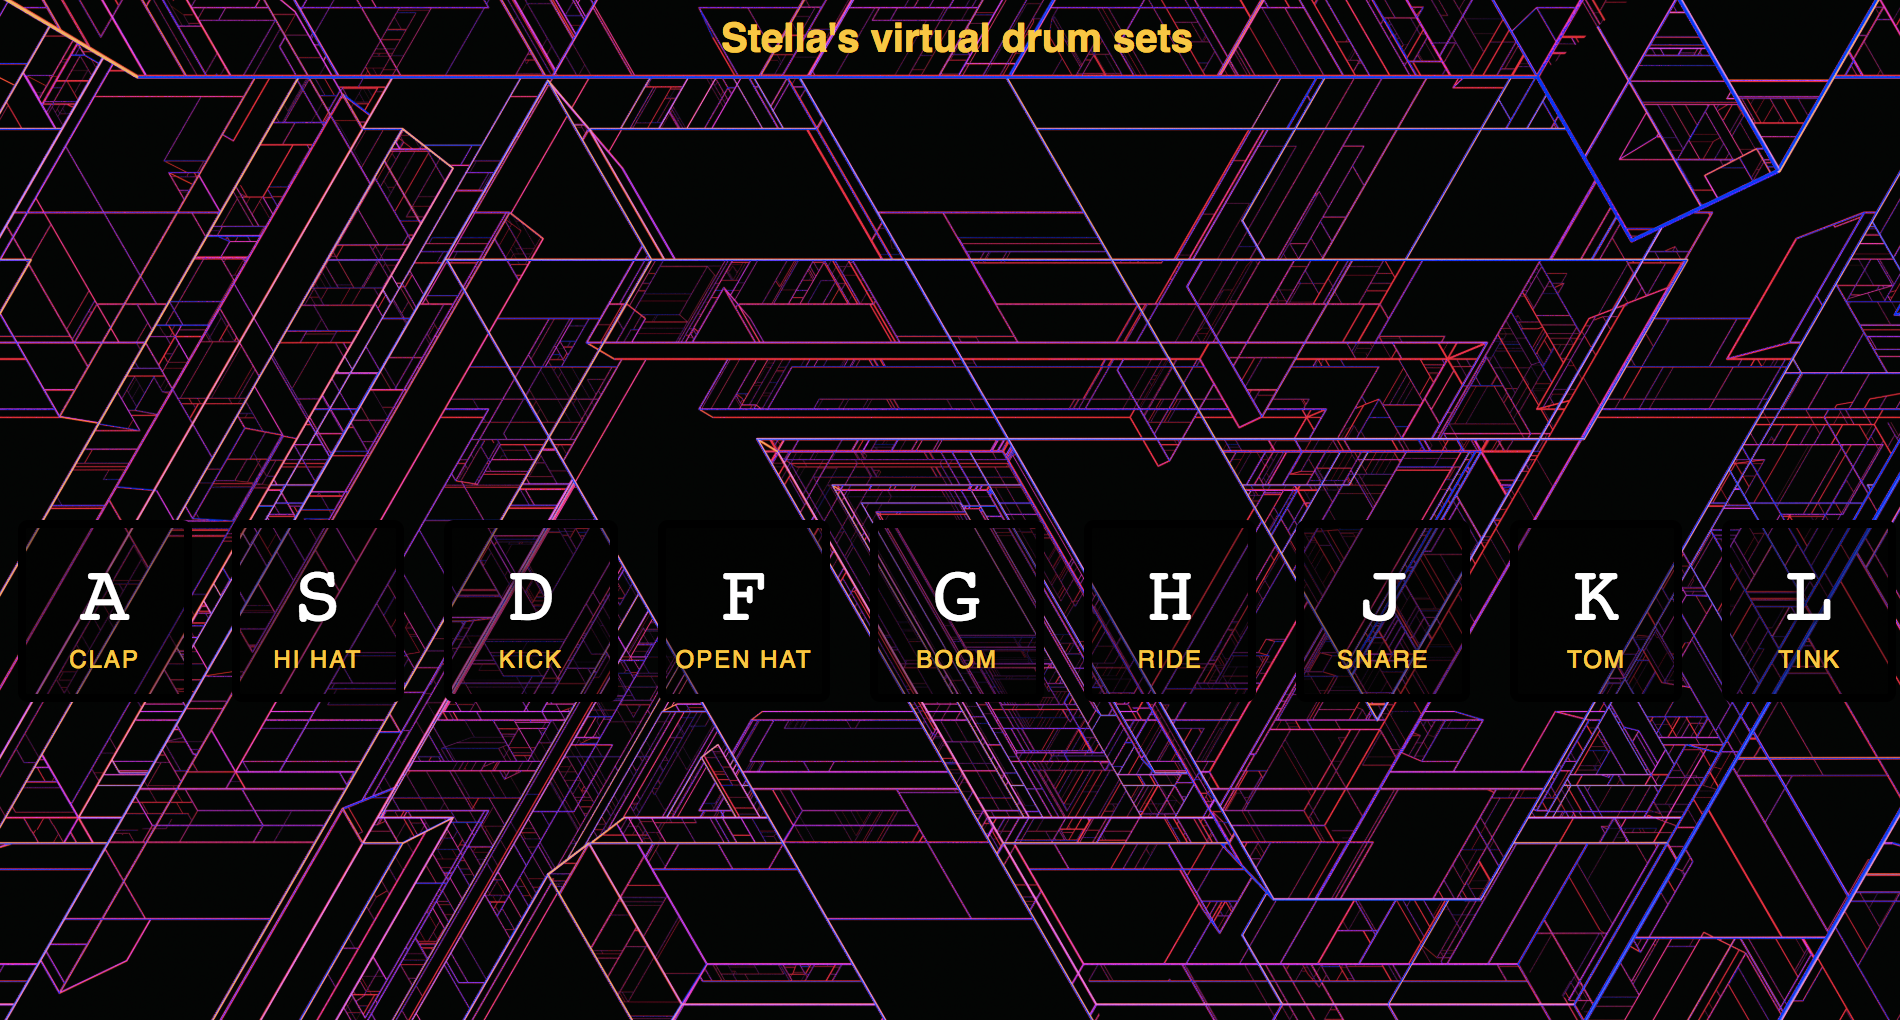 Stella's virtual drum sets
A S D F G H J K L
CLAP HI HAT KICK OPEN HAT BOOM RIDE SNARE TOM TINK